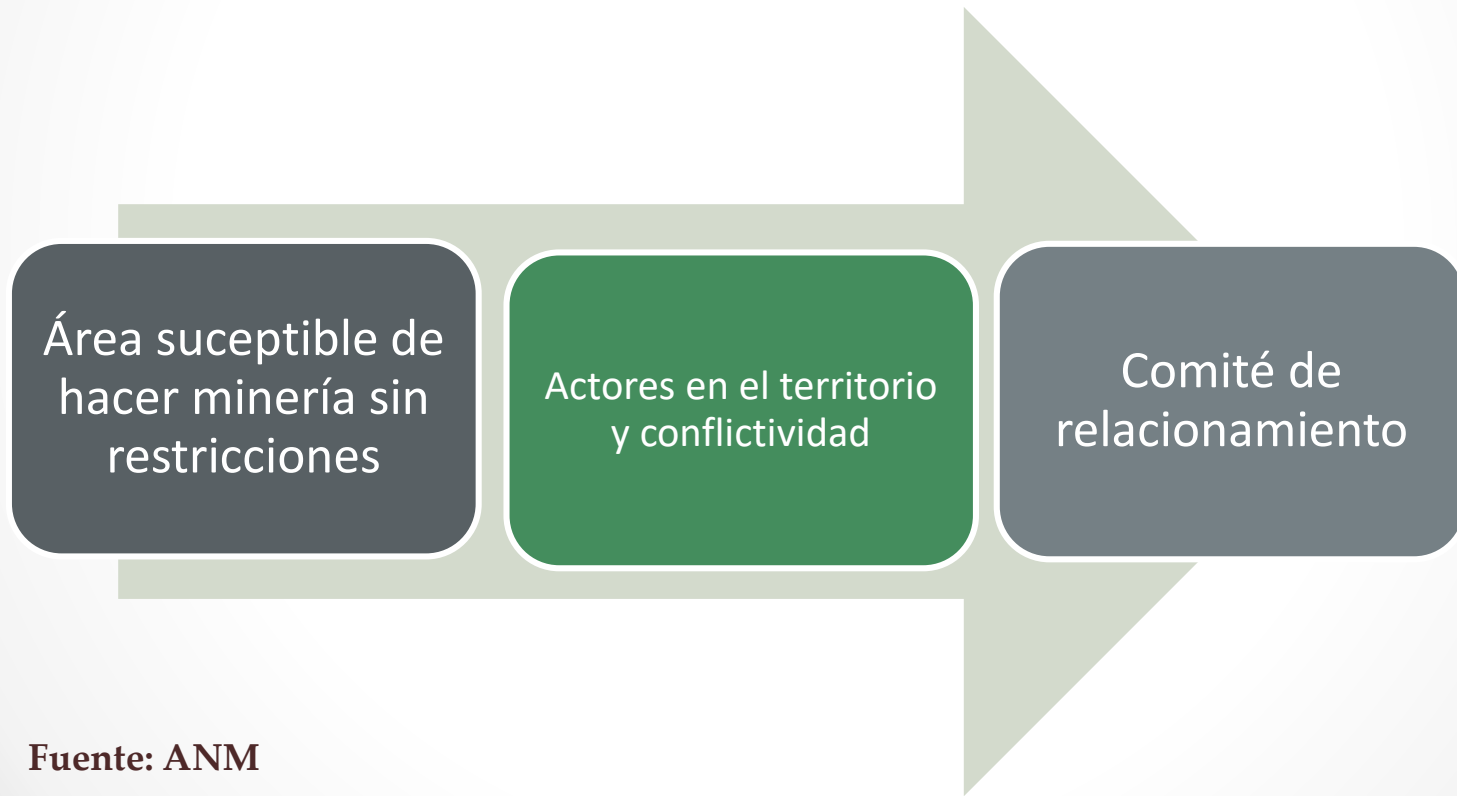 Área suceptible de
hacer minería sin
restricciones
Actores en el territorio
y conflictividad
Comité de
relacionamiento
Fuente: ANM